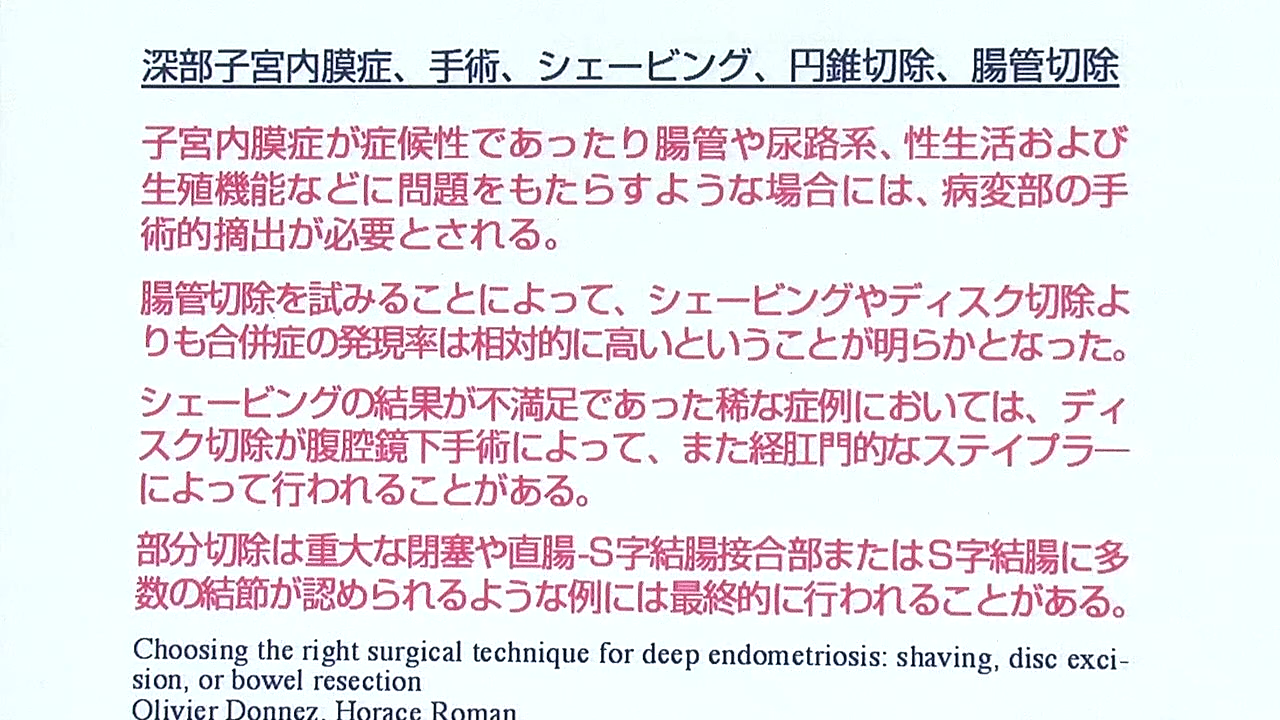 深部子宮内膜症、手術、シェービング、円錐切除、腸管切除
子宮内膜症が症候性であったり腸管や尿路系、性生活および
生殖機能などに問題をもたらすような場合には、病変部の手
術的摘出が必要とされる。
腸管切除を試みることによって、シェービングやディスク切除よ
りも合併症の発現率は相対的に高いということが明らかとなった。
シェービングの結果が不満足であった稀な症例においては、ディ
スク切除が腹腔鏡下手術によって、また経肛門的なステイプラー
によって行われることがある。
部分切除は重大な閉塞や直腸-S字結腸接合部またはS字結腸に多
数の結節が認められるような例には最終的に行われることがある。
Choosing the right surgical technique for deep endometriosis: shaving, disc exci-
sion, or bowel resection
Olivier Donnez, Horace Roman